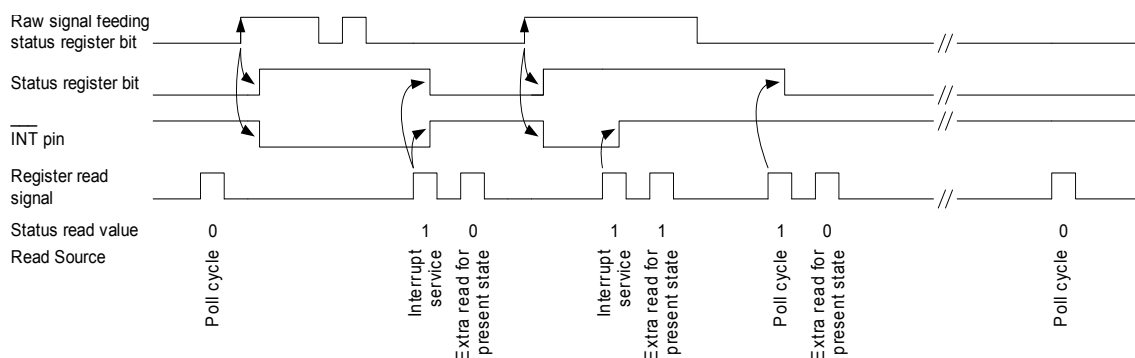 Raw signal feeding
status register bit
Status register bit
INT pin
Register read
signal
Status read value
0
1
0
1
1
1
0
0
Read Source
Poll cycle
Interrupt
service
Extra read for
present state
Interrupt
service
Extra read for
present state
Poll cycle
Extra read for
present state
Poll cycle
//
//
//
//